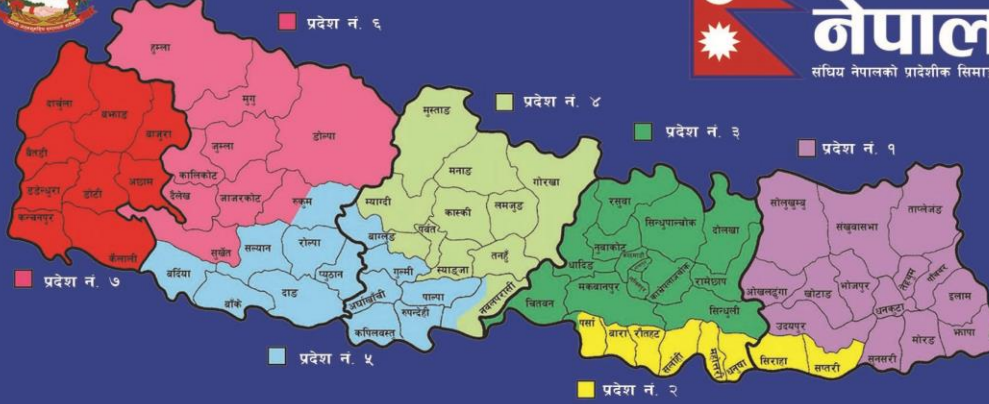 नेपाल
संघिय नेपालको प्रादेशीक सिमा
प्रदेश नं. ६
प्रदेश नं. ४
प्रदेश नं. ३
प्रदेश नं. १
प्रदेश नं. ७
प्रदेश नं. ५
प्रदेश नं. २
हुम्ला
मुगु
डोल्पा
जुम्ला
कालिकोट
दैलेख
जाजरकोट
रुकुम
सुर्खेत
दार्चुला
बझाङ
बाजुरा
बैतडी
डडेल्धुरा
डोटी
अछाम
कन्चनपुर
कैलाली
बर्दिया
बाँके
सल्यान
रोल्पा
प्युठान
दाङ
गुल्मी
अर्घाखाँची
पाल्पा
रुपन्देही
कपिलवस्तु
नवलपरासी
मुस्ताङ
मनाङ
गोरखा
म्याग्दी
कास्की
लमजुङ
पर्वत
बाग्लुङ
स्याङ्जा
तनहुँ
रसुवा
सिन्धुपाल्चोक
दोलखा
नुवाकोट
धादिङ
मकवानपुर
काभ्रेपलाञ्चोक
रामेछाप
चितवन
सिन्धुली
पर्सा
बारा
रौतहट
सर्लाही
महोत्तरी
धनुषा
सिराहा
सप्तरी
सोलुखुम्बु
संखुवासभा
ताप्लेजङ
ओखलढुंगा
खोटाङ
भोजपुर
तेह्रथुम
पाँचथर
धनकुटा
इलाम
उदयपुर
सुनसरी
मोरङ
झापा